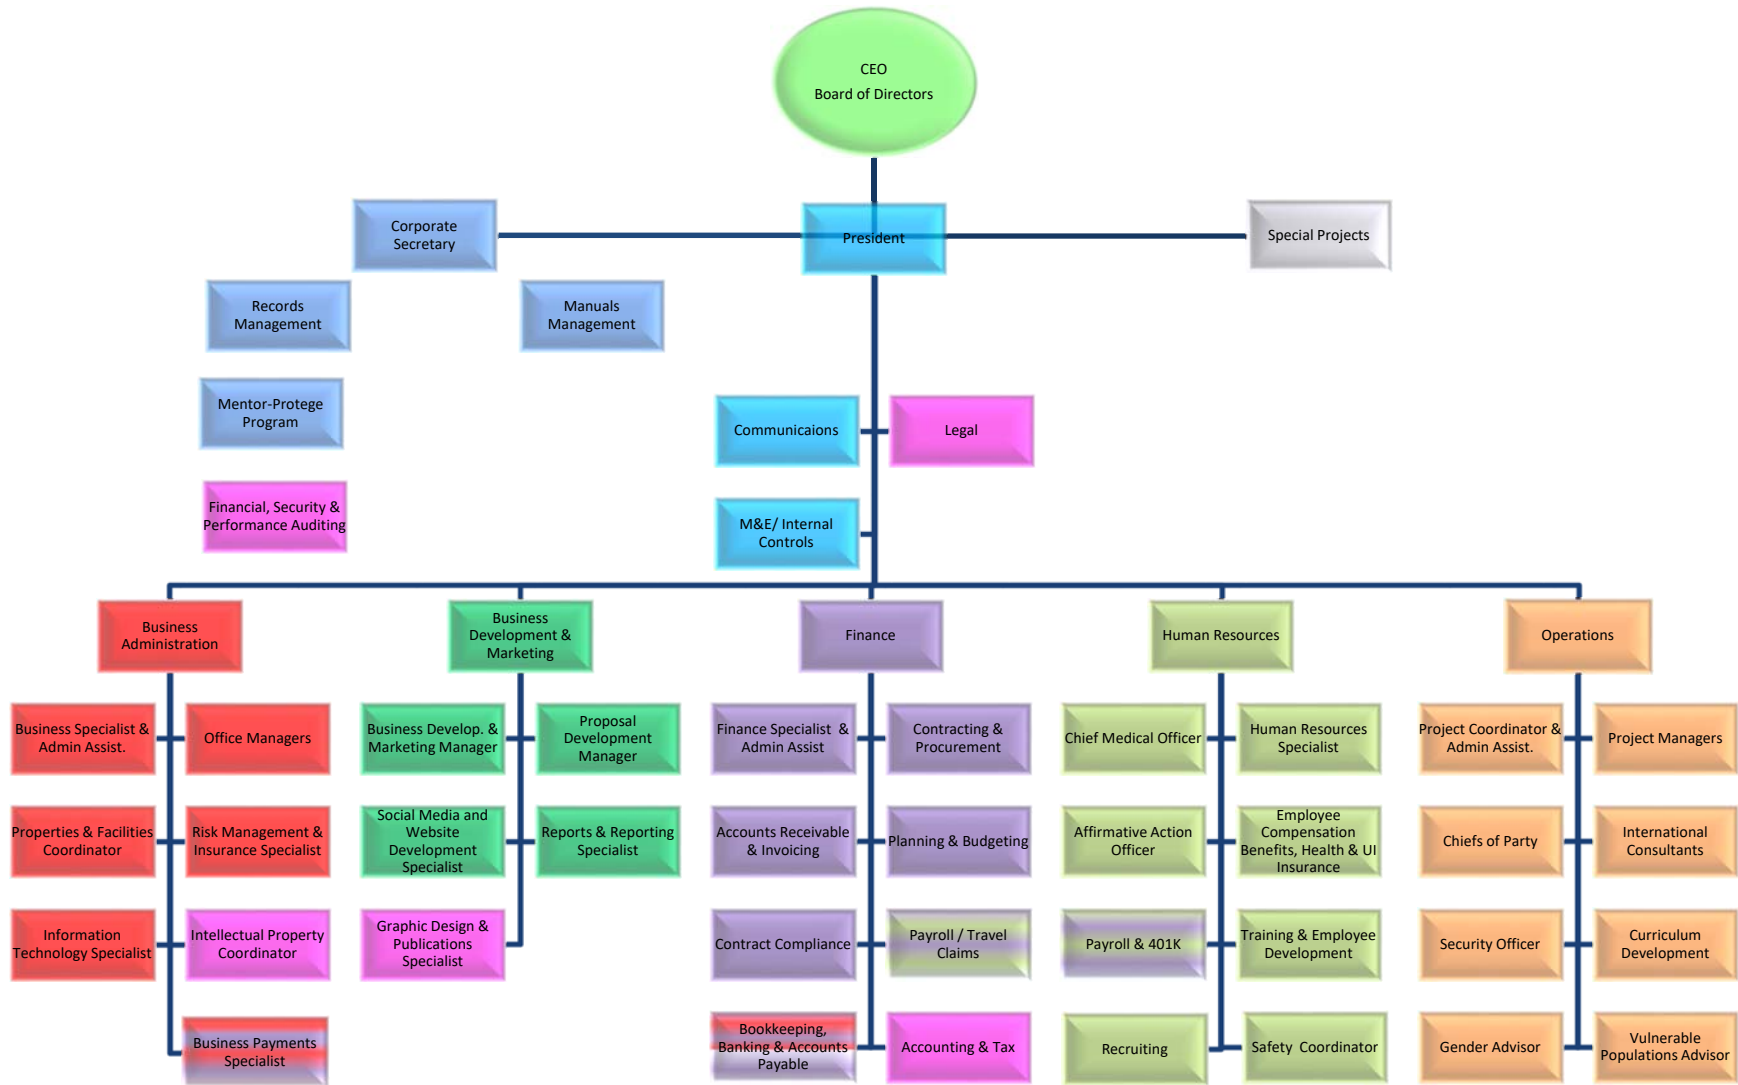 CEO
Board of Directors
Corporate
Secretary
President
Special Projects
Records
Management
Manuals
Management
Mentor-Protege
Program
Communicaions
Legal
Financial, Security &
Performance Auditing
M&E/ Internal
Controls
Business
Administration
Business
Development &
Marketing
Finance
Human Resources
Operations
Business Specialist &
Admin Assist.
Office Managers
Business Develop. &
Marketing Manager
Proposal
Development
Manager
Finance Specialist & 
Admin Assist
Contracting &
Procurement
Chief Medical Officer
Human Resources
Specialist
Project Coordinator &
Admin Assist.
Project Managers
Properties & Facilities
Coordinator
Risk Management &
Insurance Specialist
Social Media and
Website
Development
Specialist
Reports & Reporting
Specialist
Accounts Receivable
& Invoicing
Planning & Budgeting
Affirmative Action
Officer
Employee
Compensation
Benefits, Health & UI
Insurance
Chiefs of Party
International
Consultants
Information
Technology Specialist
Intellectual Property
Coordinator
Graphic Design &
Publications
Specialist
Contract Compliance
Payroll / Travel
Claims
Payroll & 401K
Training & Employee
Development
Security Officer
Curriculum
Development
Business Payments
Specialist
Bookkeeping,
Banking & Accounts
Payable
Accounting & Tax
Recruiting
Safety Coordinator
Gender Advisor
Vulnerable
Populations Advisor